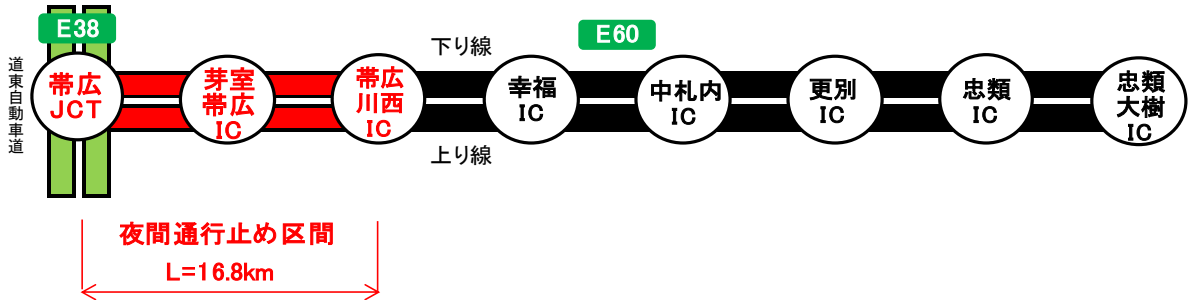 E38
E60
下り線
道東自動車道
帯広
JCT
芽室
帯広
IC
帯広
川西
IC
幸福
IC
中札内
IC
更別
IC
忠類
IC
忠類
大樹
IC
上り線
夜間通行止め区間
L=16.8km